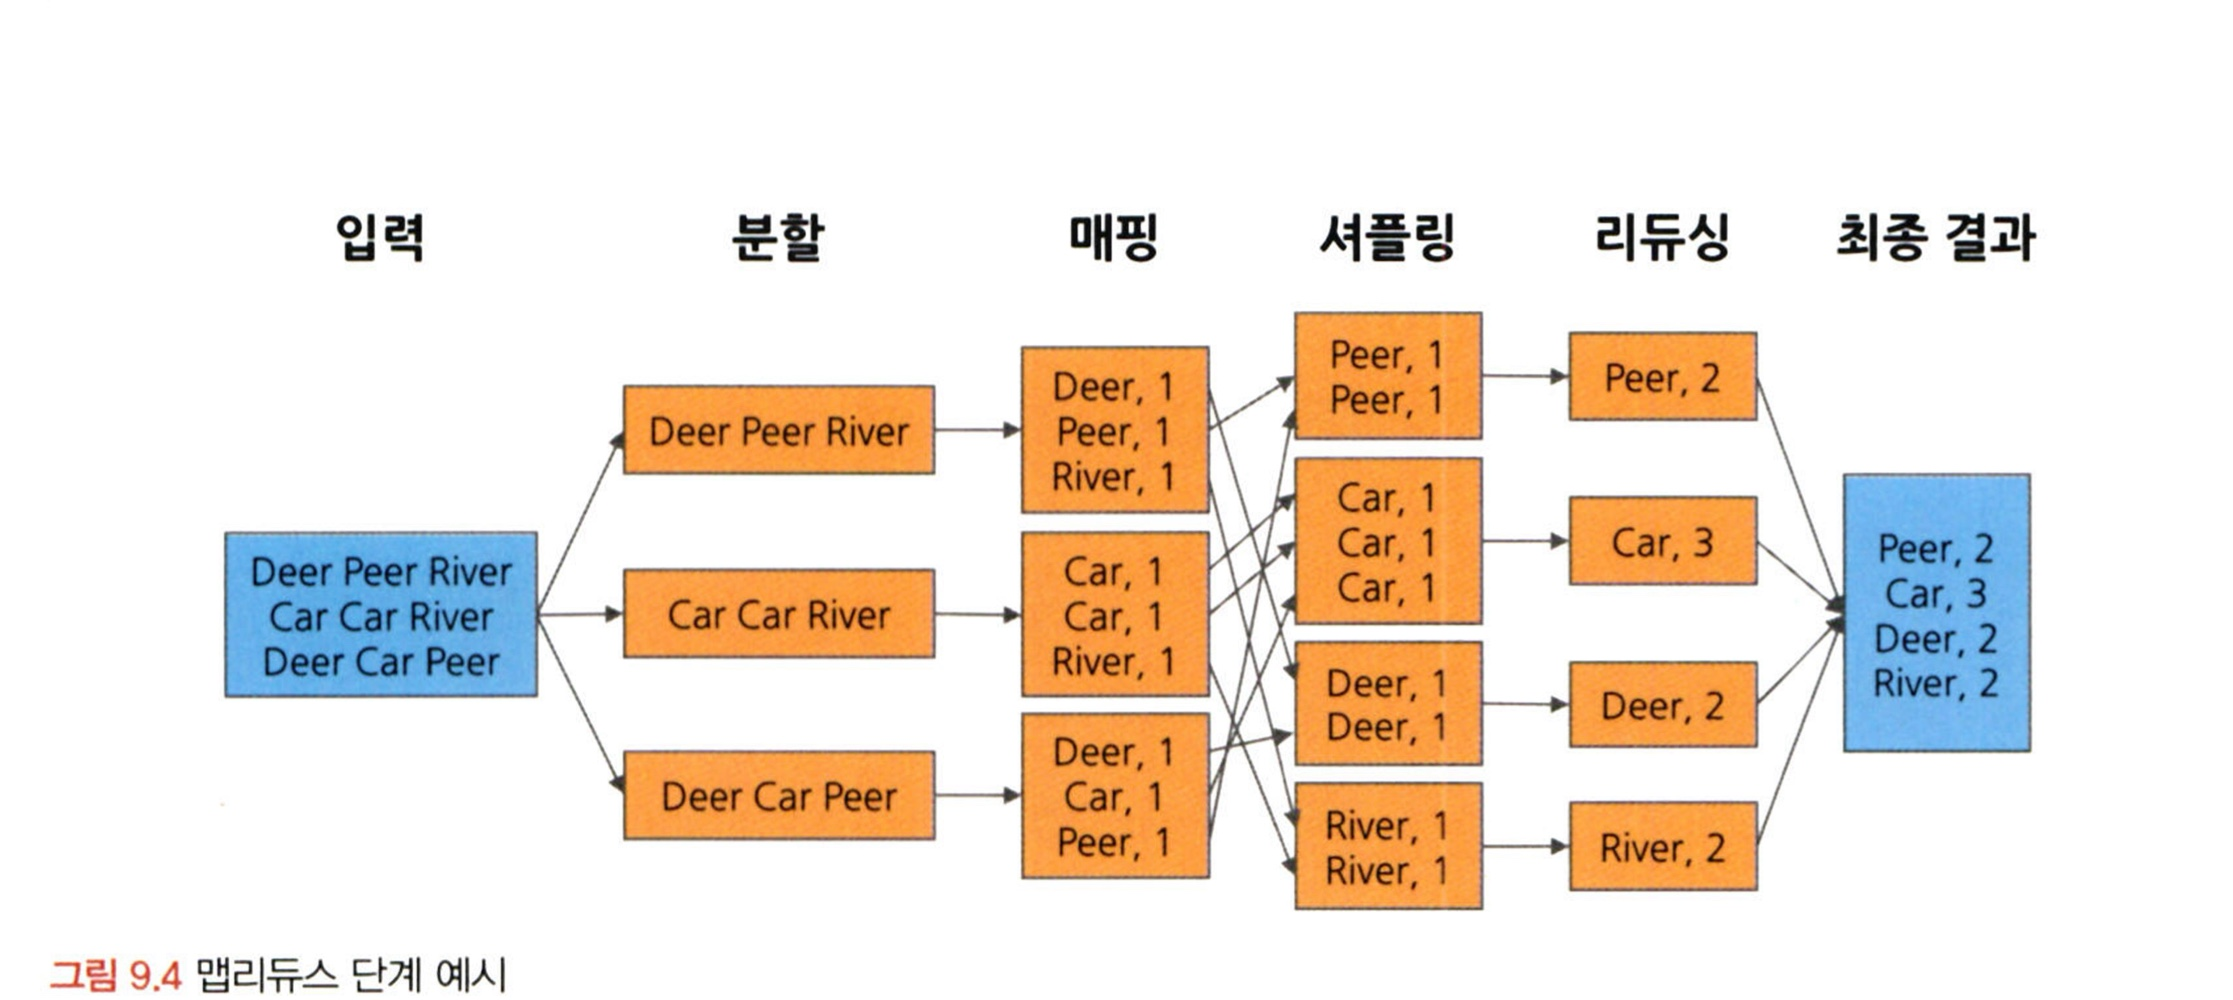 입력
분할
매핑
셔플링
리듀싱
최종 결과
Deer Peer River
Car Car River
Deer Car Peer
Deer Peer River
Car Car River
Deer Car Peer
Deer, 1
Peer, 1
River, 1
Car, 1
Car, 1
River, 1
Deer, 1
Car, 1
Peer, 1
Peer, 1
Peer, 1
Car, 1
Car, 1
Car, 1
Deer, 1
Deer, 1
River, 1
River, 1
Peer, 2
Car, 3
Deer, 2
River, 2
Peer, 2
Car, 3
Deer, 2
River, 2
그림 9.4 맵리듀스 단계 예시